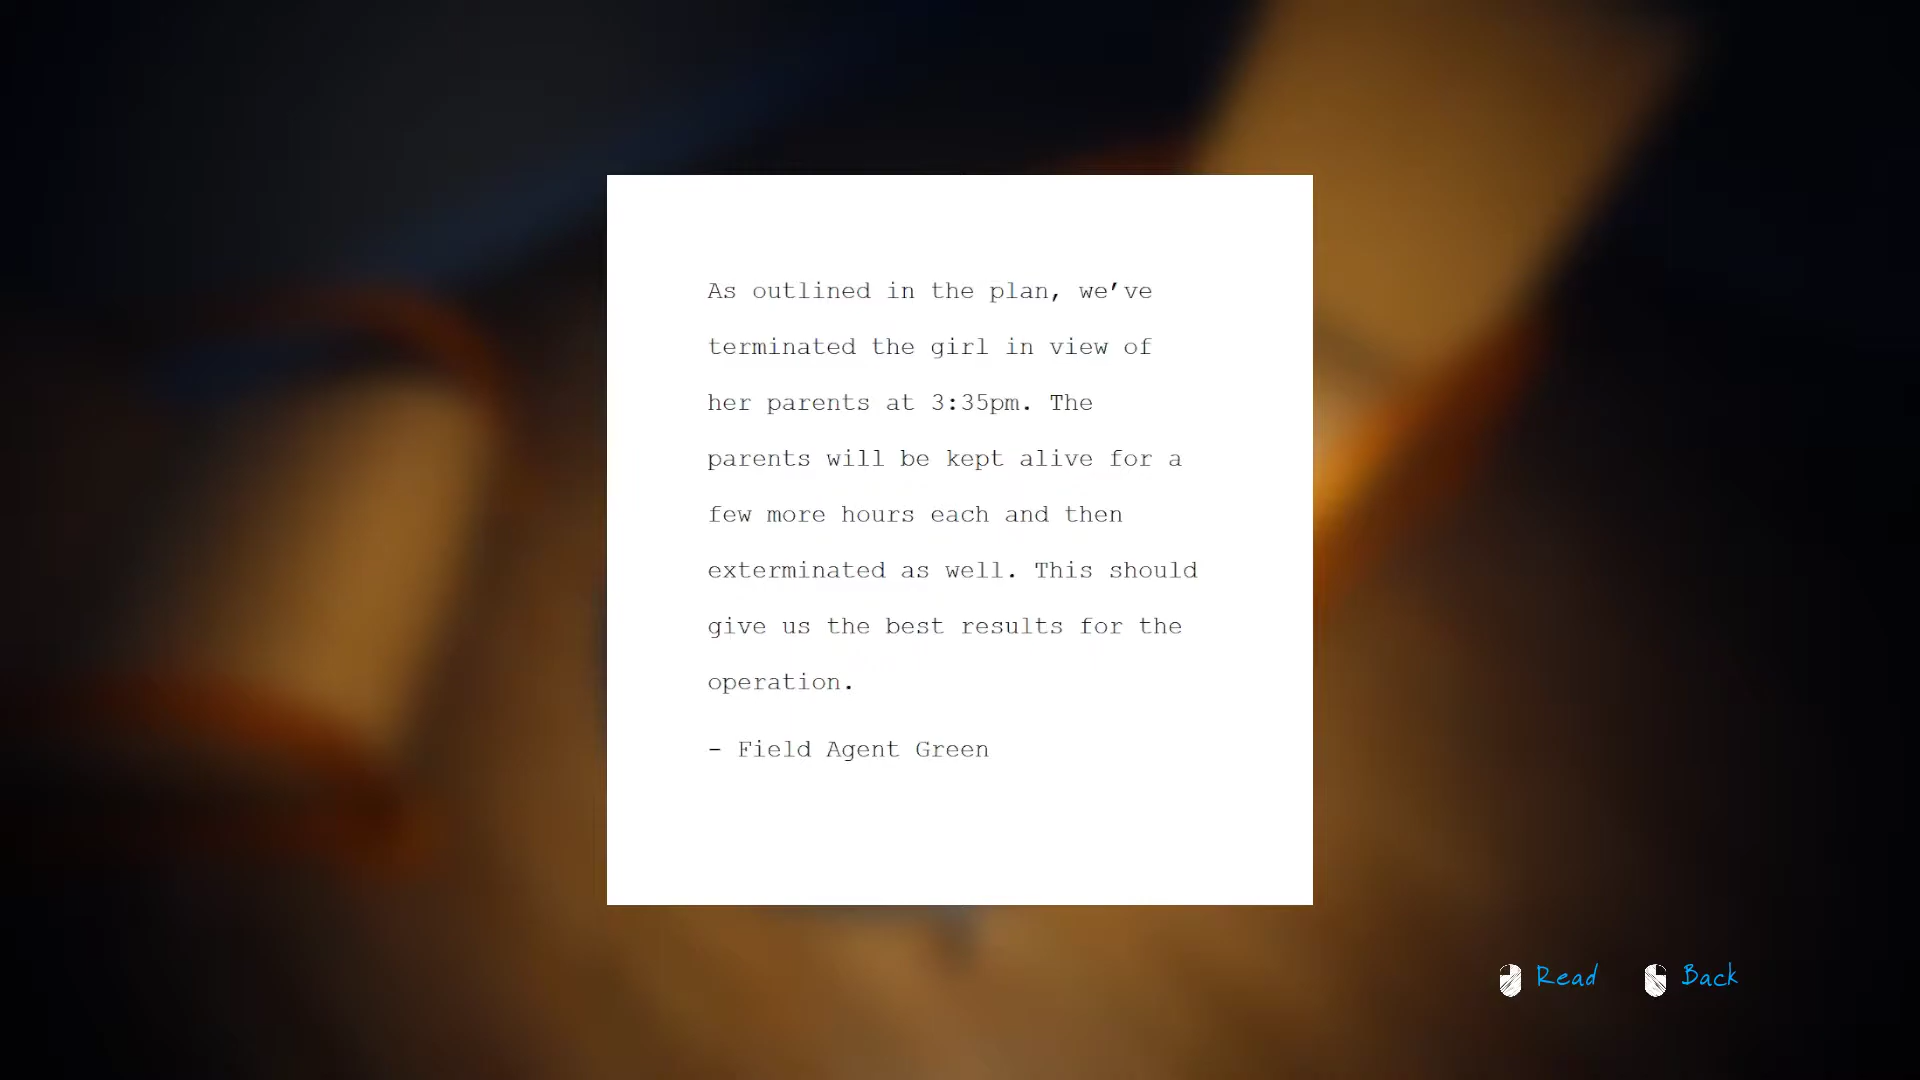 As outlined in the plan, we've
terminated the girl in view of
her parents at 3:35pm. The
parents will be kept alive for a
few more hours each and then
exterminated as well. This should
give us the best results for the
operation.
- Field Agent Green
Read Back